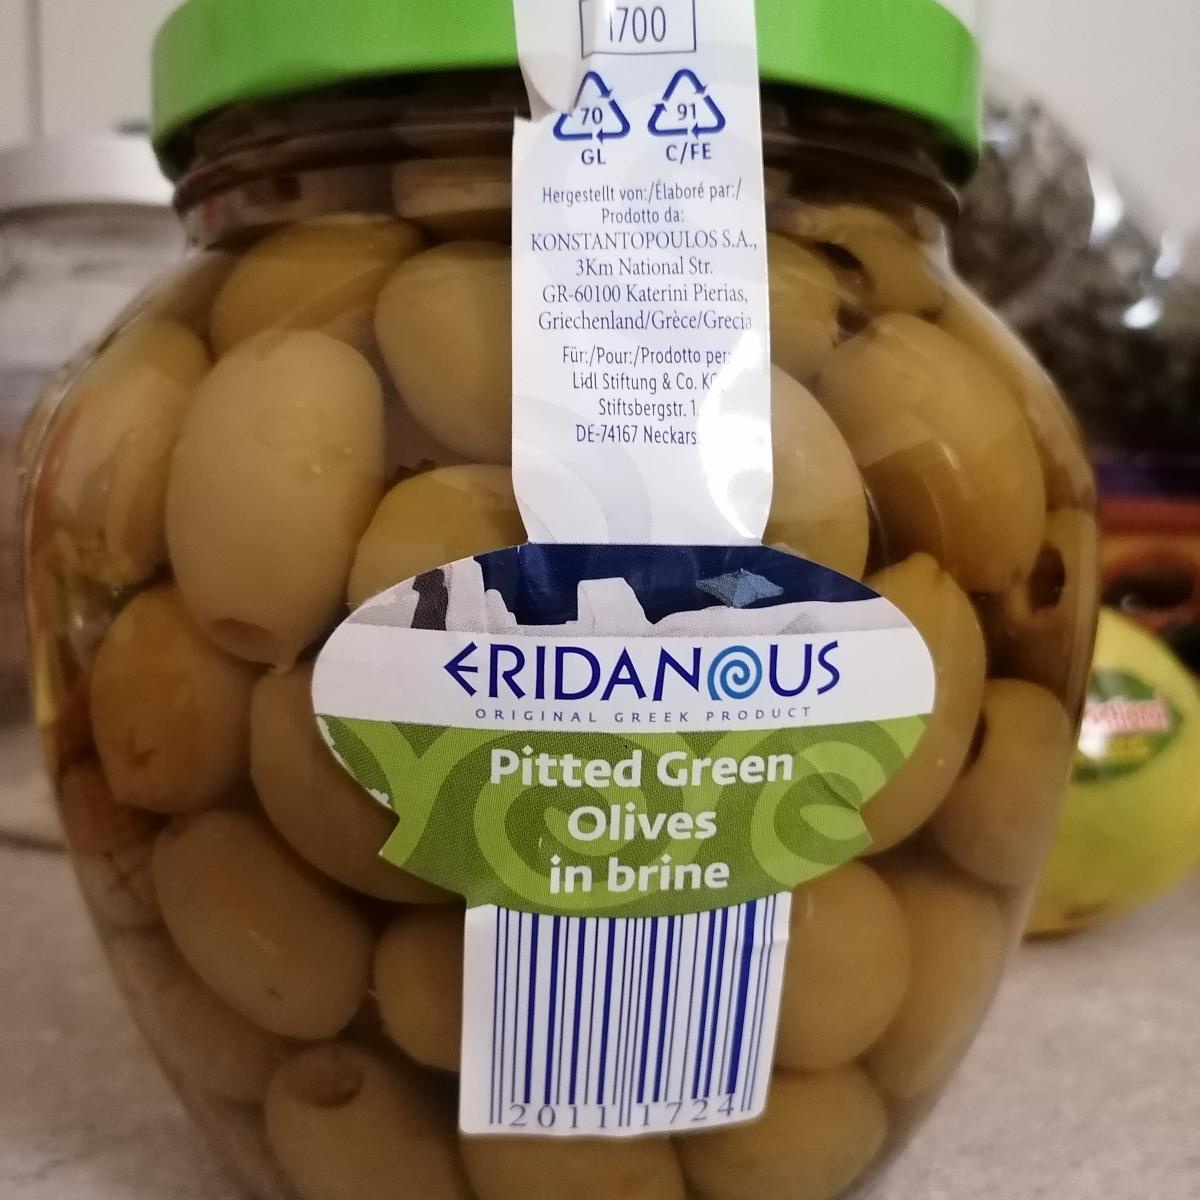 1700
70 91
GL C/FE
Hergestellt von:/Élaboré par:/
Prodotto da:
KONSTANTOPOULOS S.A.,
3Km National Str.
GR-60100 Katerini Pierias,
Griechenland/Grèce/Grecia
Für:/Pour:/Prodotto per:
Lidl Stiftung & Co.
Stiftsbergstr. 1
DE-74167
ERIDANOUS
ORIGINAL GREEK PRODUCT
Pitted Green
Olives
in brine
2011 1724